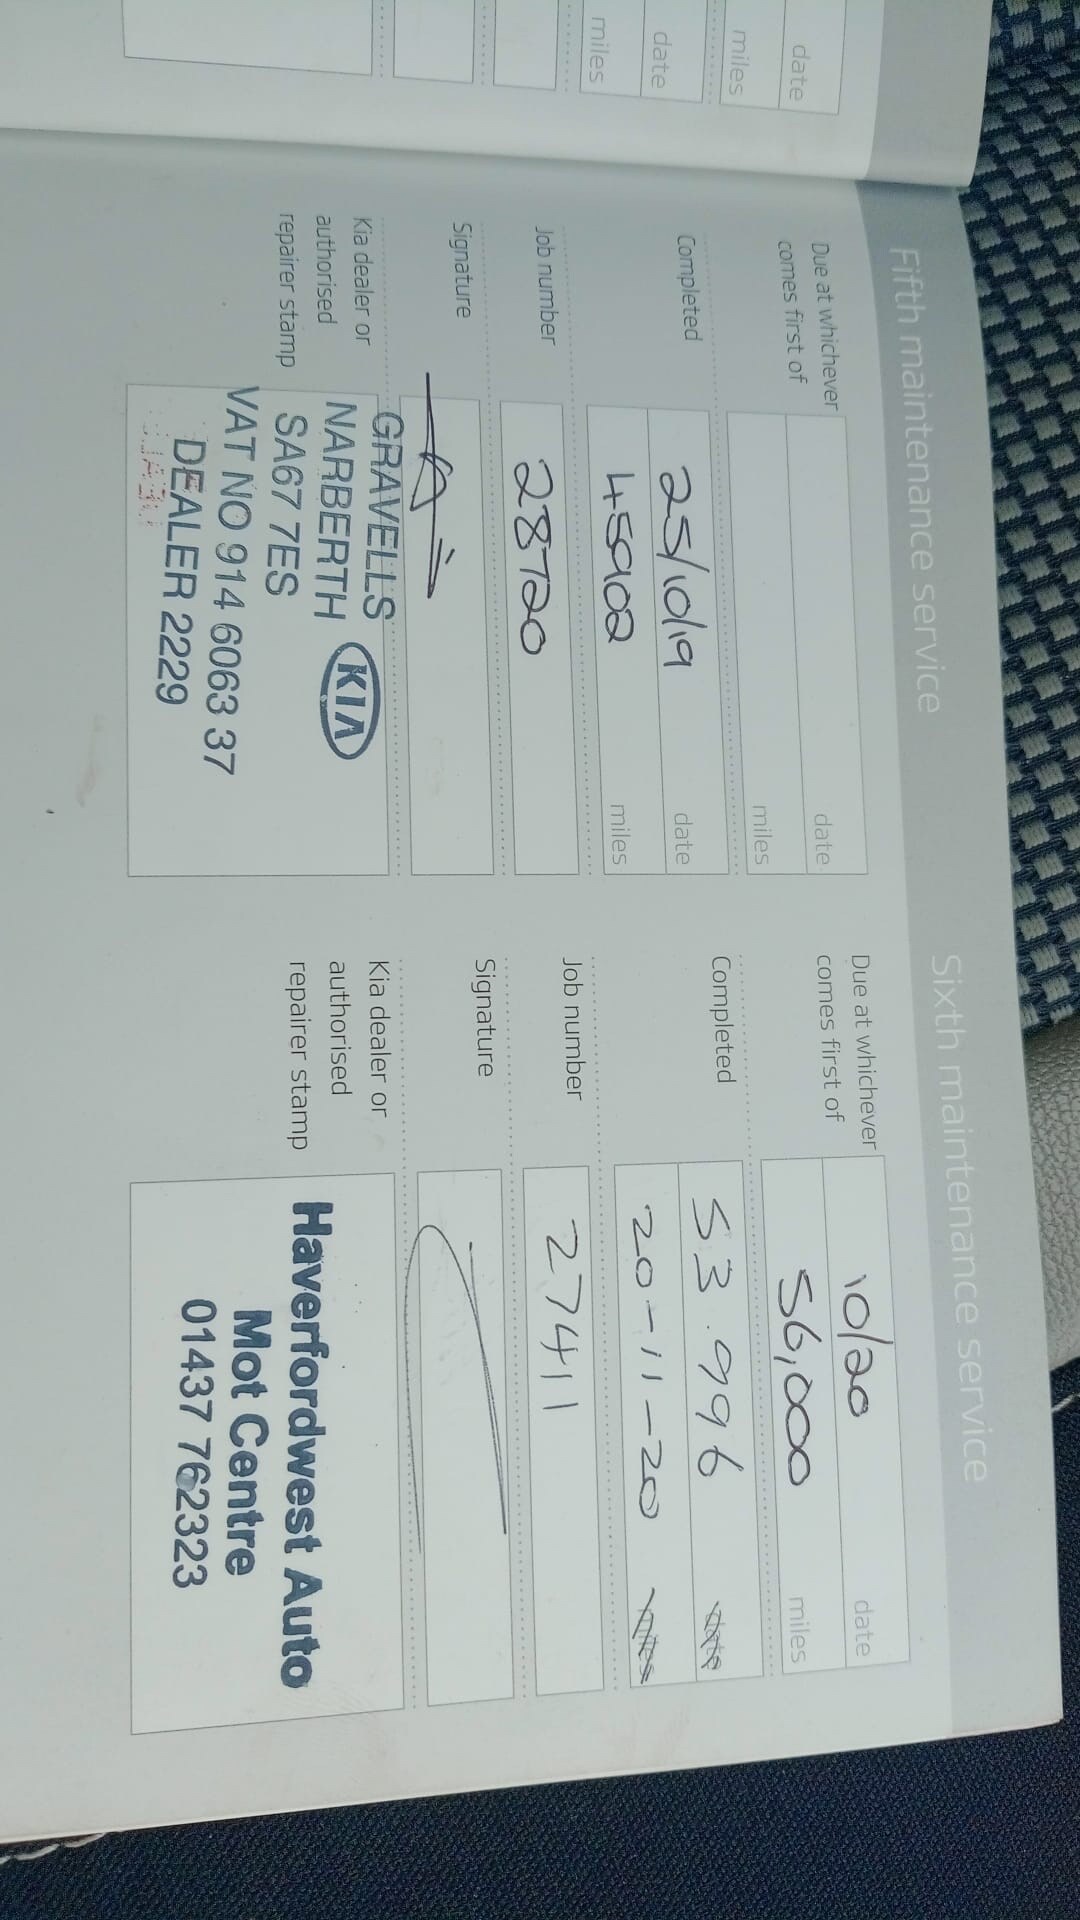 date
miles
date
miles
Fifth maintenance service
Due at whichever
comes first of
date
miles
Completed
25/10/19 date
45902 miles
Job number
28720
Signature
Kia dealer or
authorised
repairer stamp
GRAVELLS
NARBERTH KIA
SA67 7ES
VAT NO 914 6063 37
DEALER 2229
Sixth maintenance service
Due at whichever
comes first of
10/20 date
56,000 miles
Completed
53.996 date
20-11-20 miles
Job number
27411
Signature
Kia dealer or
authorised
repairer stamp
Haverfordwest Auto
Mot Centre
01437 762323